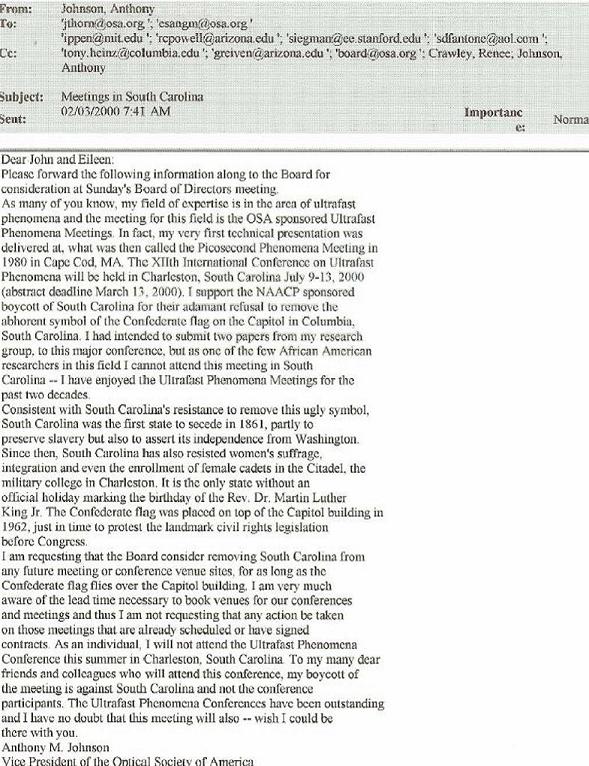 From: Johnson, Anthony
To: 'jthorn@osa.org '; 'esangm@osa.org '
'ippen@mit.edu '; 'rcpowell@arizona.edu '; 'siegman@ee.stanford.edu '; 'sdfantone@aol.com ';
Cc: 'tony.heinz@columbia.edu '; 'greiven@arizona.edu '; 'board@osa.org '; Crawley, Renee; Johnson,
Anthony
Subject: Meetings in South Carolina
Sent: 02/03/2000 7:41 AM Importanc
e: Norma
Dear John and Eileen:
Please forward the following information along to the Board for
consideration at Sunday's Board of Directors meeting.
As many of you know, my field of expertise is in the area of ultrafast
phenomena and the meeting for this field is the OSA sponsored Ultrafast
Phenomena Meetings. In fact, my very first technical presentation was
delivered at, what was then called the Picosecond Phenomena Meeting in
1980 in Cape Cod, MA. The XIIth International Conference on Ultrafast
Phenomena will be held in Charleston, South Carolina July 9-13, 2000
(abstract deadline March 13, 2000). I support the NAACP sponsored
boycott of South Carolina for their adamant refusal to remove the
abhorent symbol of the Confederate flag on the Capitol in Columbia,
South Carolina. I had intended to submit two papers from my research
group, to this major conference, but as one of the few African American
researchers in this field I cannot attend this meeting in South
Carolina -- I have enjoyed the Ultrafast Phenomena Meetings for the
past two decades.
Consistent with South Carolina's resistance to remove this ugly symbol,
South Carolina was the first state to secede in 1861, partly to
preserve slavery but also to assert its independence from Washington.
Since then, South Carolina has also resisted women's suffrage,
integration and even the enrollment of female cadets in the Citadel, the
military college in Charleston. It is the only state without an
official holiday marking the birthday of the Rev. Dr. Martin Luther
King Jr. The Confederate flag was placed on top of the Capitol building in
1962, just in time to protest the landmark civil rights legislation
before Congress.
I am requesting that the Board consider removing South Carolina from
any future meeting or conference venue sites, for as long as the
Confederate flag flies over the Capitol building. I am very much
aware of the lead time necessary to book venues for our conferences
and meetings and thus I am not requesting that any action be taken
on those meetings that are already scheduled or have signed
contracts. As an individual, I will not attend the Ultrafast Phenomena
Conference this summer in Charleston, South Carolina. To my many dear
friends and colleagues who will attend this conference, my boycott of
the meeting is against South Carolina and not the conference
participants. The Ultrafast Phenomena Conferences have been outstanding
and I have no doubt that this meeting will also -- wish I could be
there with you.
Anthony M. Johnson
Vice President of the Optical Society of America